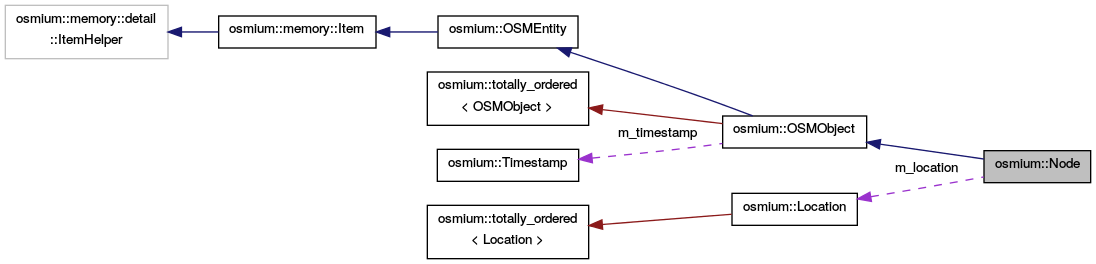 osmium::memory::detail
::ItemHelper
osmium::memory::Item
osmium::OSMEntity
osmium::totally_ordered
< OSMObject >
m_timestamp
osmium::OSMObject
osmium::Timestamp
m_location
osmium::Node
osmium::Location
osmium::totally_ordered
< Location >